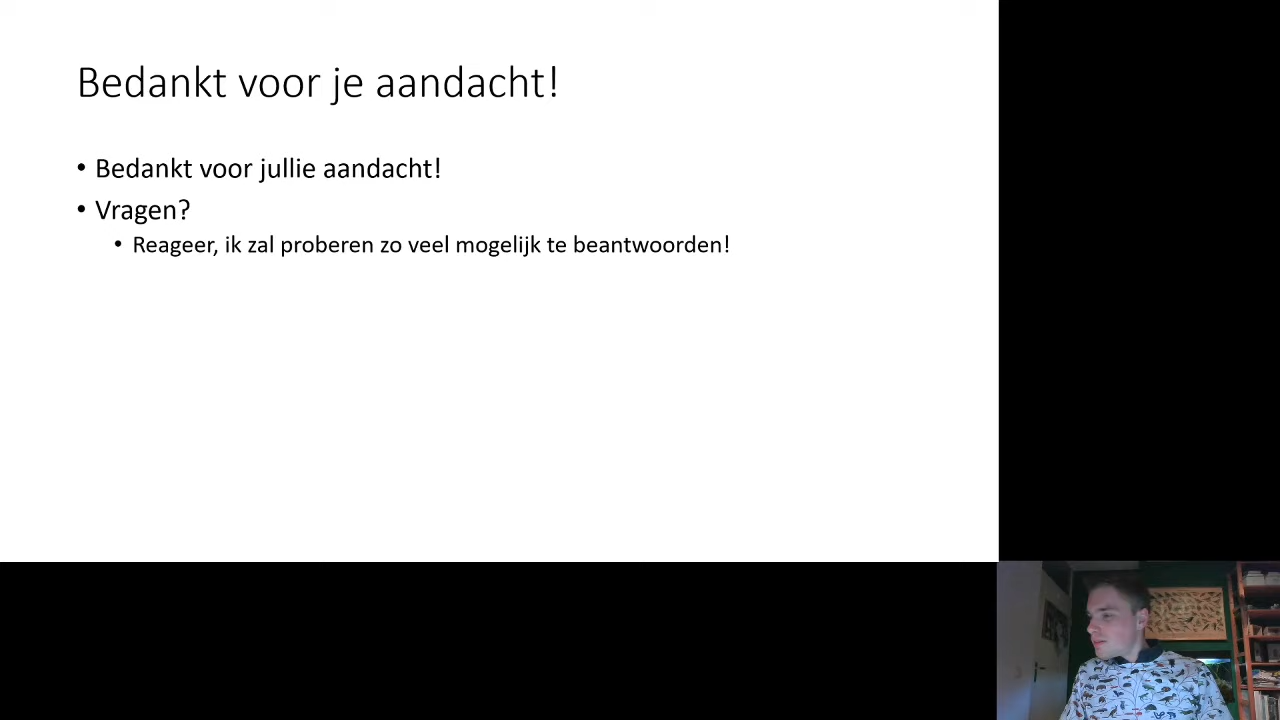 Bedankt voor je aandacht!
• Bedankt voor jullie aandacht!
• Vragen?
• Reageer, ik zal proberen zo veel mogelijk te beantwoorden!